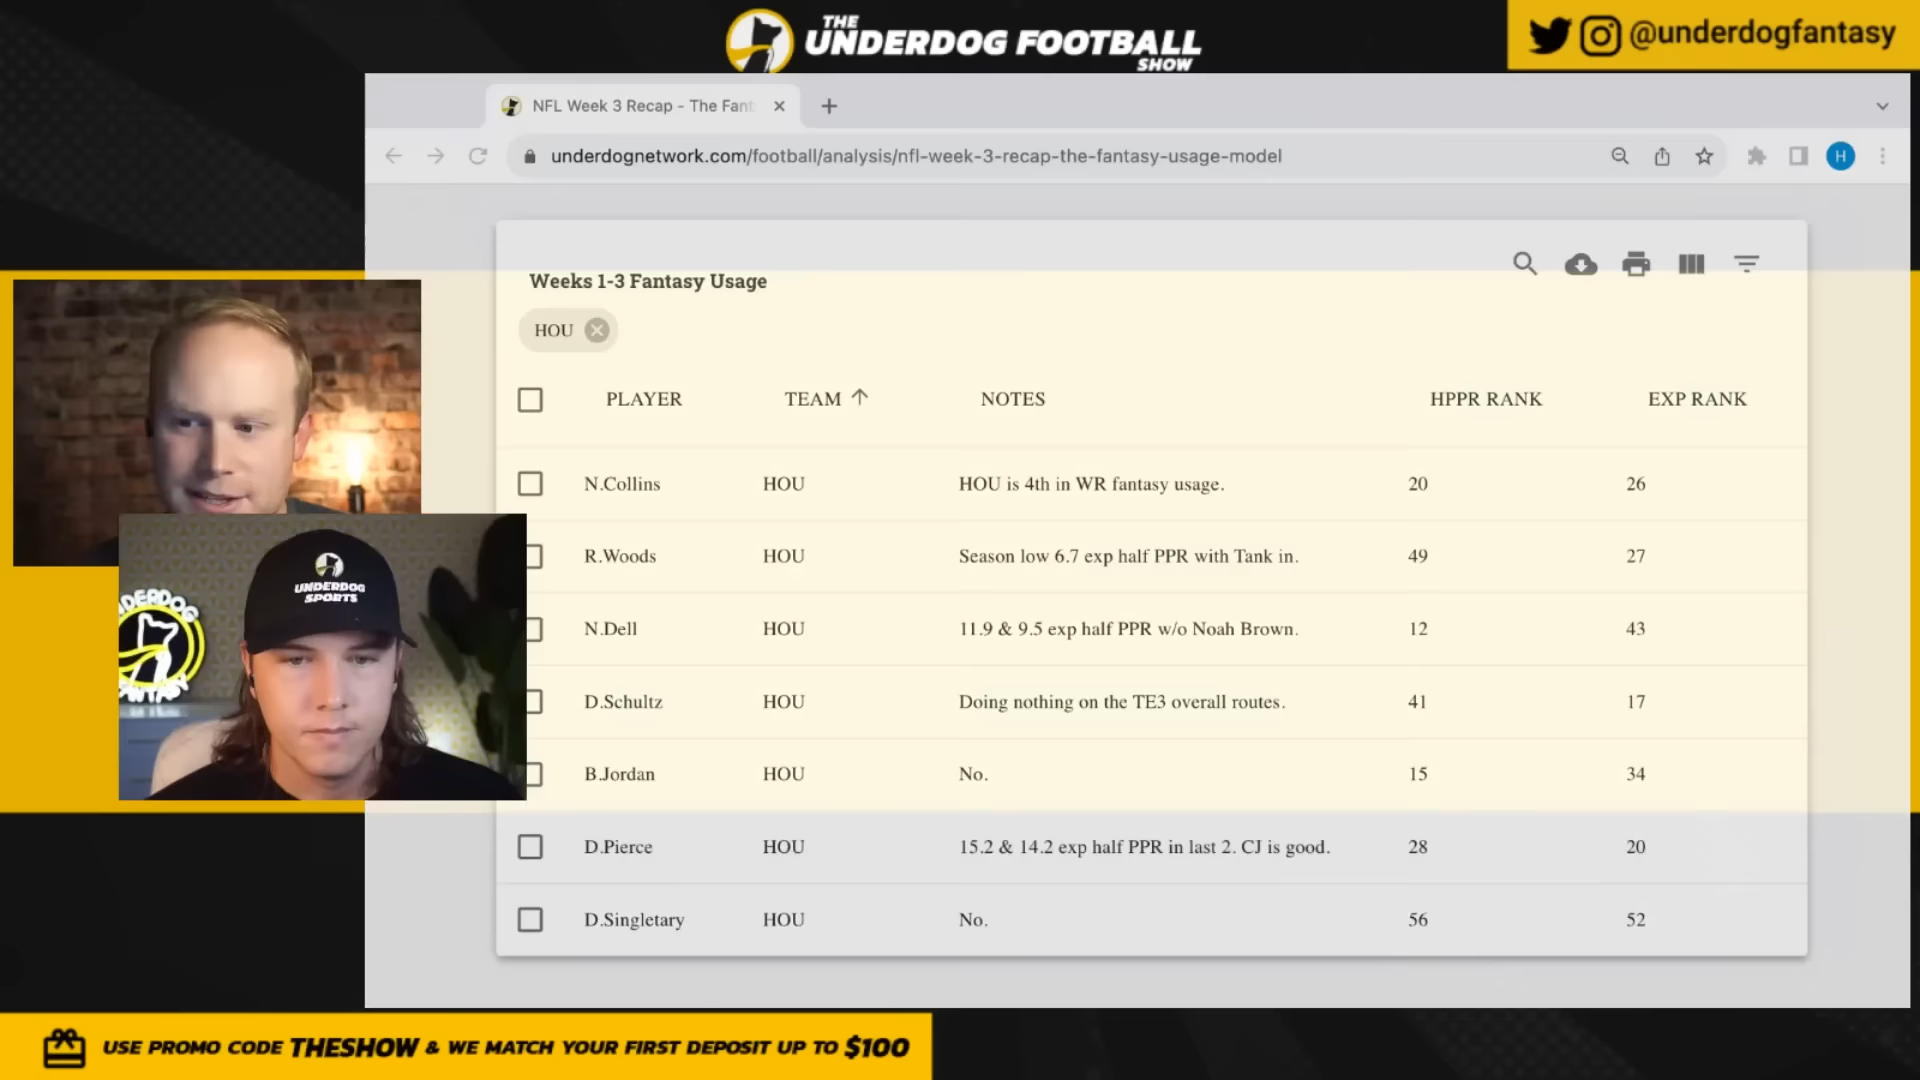 THE
UNDERDOG FOOTBALL
SHOW
@underdogfantasy
NFL Week 3 Recap - The Fant
underdognetwork.com/football/analysis/nfl-week-3-recap-the-fantasy-usage-model
H
Weeks 1-3 Fantasy Usage
HOU
PLAYER TEAM NOTES HPPR RANK EXP RANK
N.Collins HOU HOU is 4th in WR fantasy usage. 20 26
R.Woods HOU Season low 6.7 exp half PPR with Tank in. 49 27
N.Dell HOU 11.9 & 9.5 exp half PPR w/o Noah Brown. 12 43
D.Schultz HOU Doing nothing on the TE3 overall routes. 41 17
B.Jordan HOU No. 15 34
D.Pierce HOU 15.2 & 14.2 exp half PPR in last 2. CJ is good. 28 20
D.Singletary HOU No. 56 52
UNDERDOG
SPORTS
UNDERDOG
FANTASY
USE PROMO CODE THESHOW & WE MATCH YOUR FIRST DEPOSIT UP TO $100